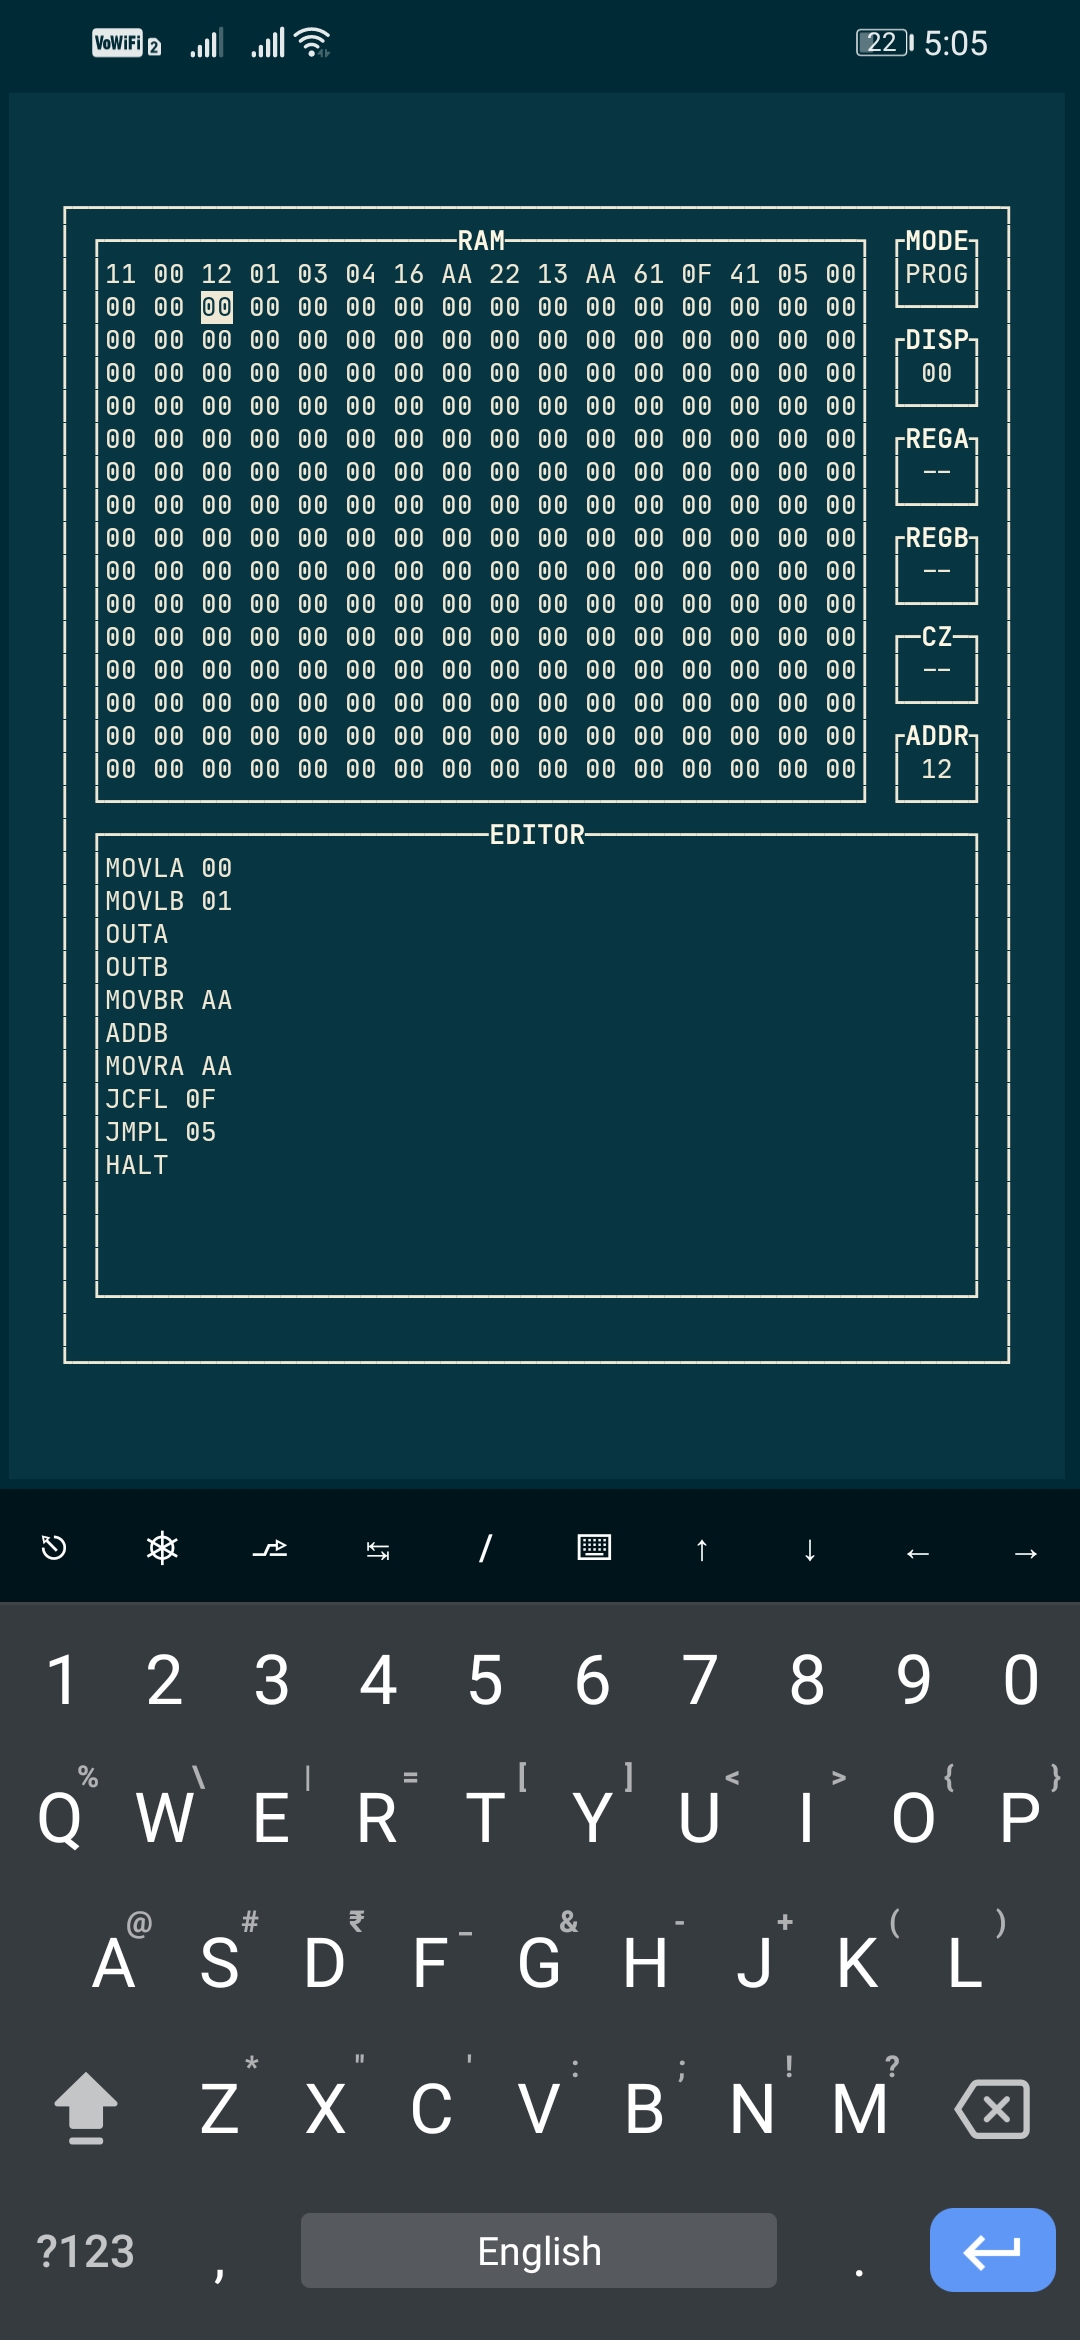 VoWiFi 2 22 5:05
RAM MODE
11 00 12 01 03 04 16 AA 22 13 AA 61 0F 41 05 00 PROG
00 00 00 00 00 00 00 00 00 00 00 00 00 00 00 00
00 00 00 00 00 00 00 00 00 00 00 00 00 00 00 00 DISP
00 00 00 00 00 00 00 00 00 00 00 00 00 00 00 00 00
00 00 00 00 00 00 00 00 00 00 00 00 00 00 00 00
00 00 00 00 00 00 00 00 00 00 00 00 00 00 00 00 REGA
00 00 00 00 00 00 00 00 00 00 00 00 00 00 00 00 --
00 00 00 00 00 00 00 00 00 00 00 00 00 00 00 00
00 00 00 00 00 00 00 00 00 00 00 00 00 00 00 00 REGB
00 00 00 00 00 00 00 00 00 00 00 00 00 00 00 00 --
00 00 00 00 00 00 00 00 00 00 00 00 00 00 00 00
00 00 00 00 00 00 00 00 00 00 00 00 00 00 00 00 CZ
00 00 00 00 00 00 00 00 00 00 00 00 00 00 00 00 --
00 00 00 00 00 00 00 00 00 00 00 00 00 00 00 00
00 00 00 00 00 00 00 00 00 00 00 00 00 00 00 00 ADDR
00 00 00 00 00 00 00 00 00 00 00 00 00 00 00 00 12
EDITOR
MOVLA 00
MOVLB 01
OUTA
OUTB
MOVBR AA
ADDB
MOVRA AA
JCFL 0F
JMPL 05
HALT
/ ↑ ↓ ← →
1 2 3 4 5 6 7 8 9 0
% \ | = [ ] < > { }
Q W E R T Y U I O P
@ # ₹ _ & - + ( )
A S D F G H J K L
* " ' : ; ! ?
Z X C V B N M
?123 , English .